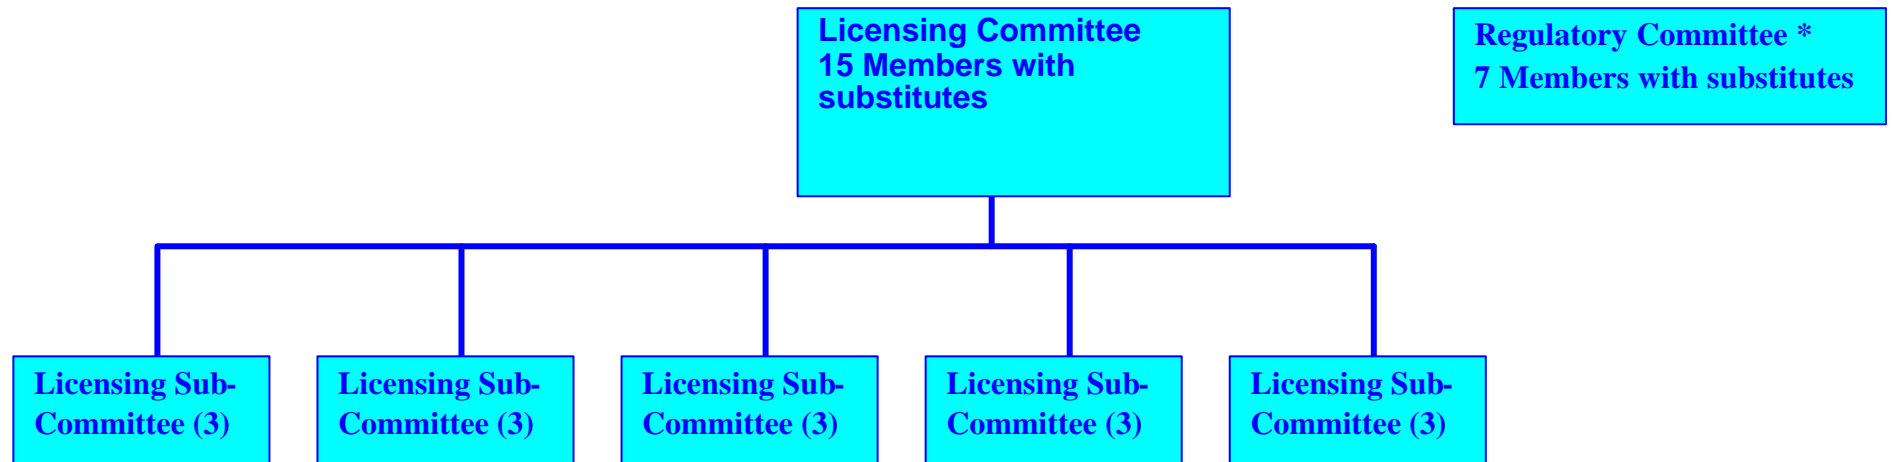 Licensing Committee
15 Members with
substitutes
Regulatory Committee *
7 Members with substitutes
Licensing Sub-
Committee (3)
Licensing Sub-
Committee (3)
Licensing Sub-
Committee (3)
Licensing Sub-
Committee (3)
Licensing Sub-
Committee (3)